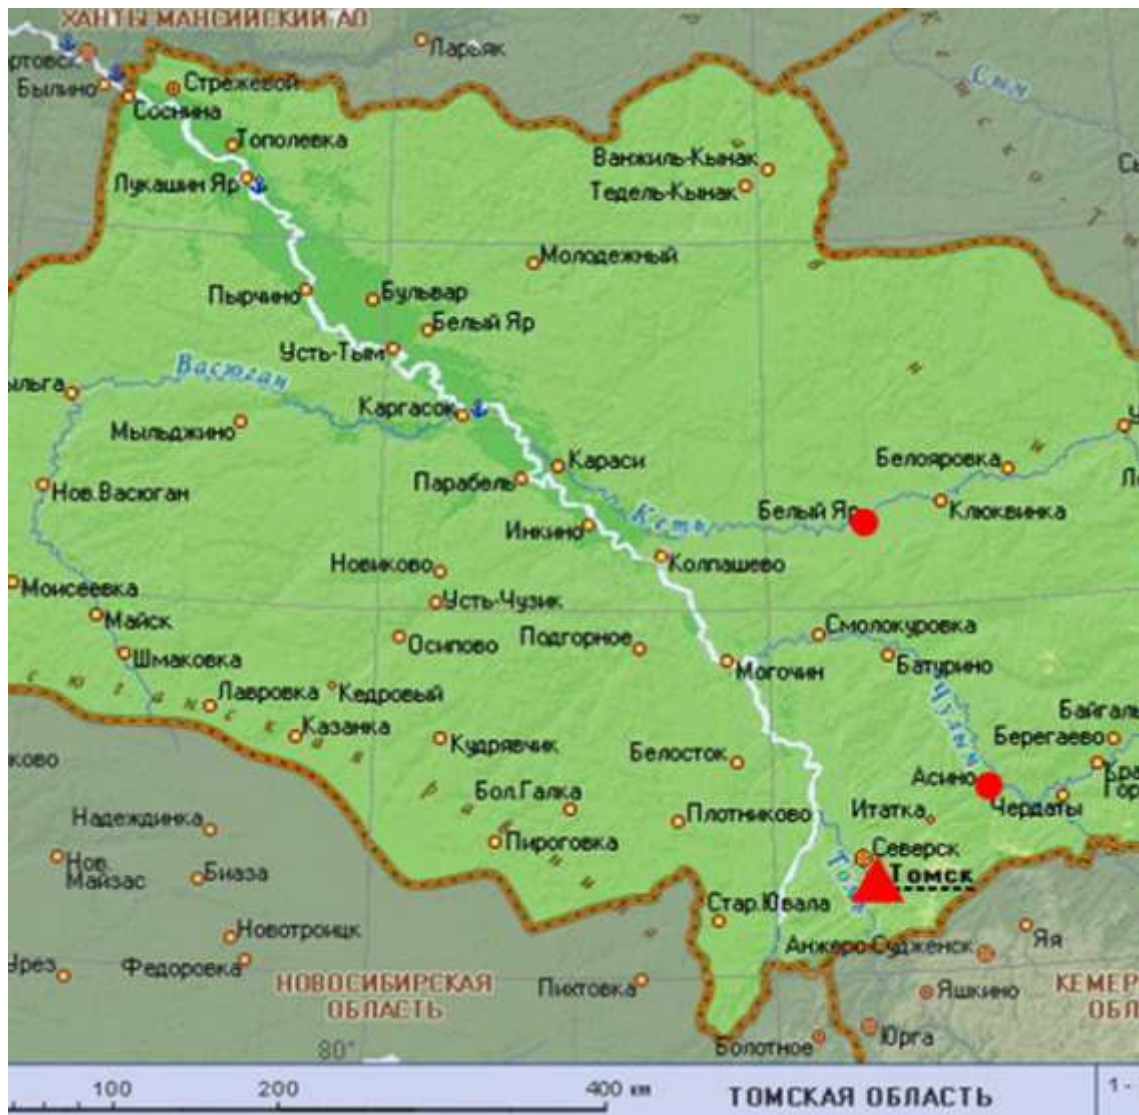 ХАНТЫ МАНСИЙСКИЙ АО
Ларьяк
Былино
Стрежевой
Соснина
Сым
Тополевка
Ванжиль-Кынак
Лукашин Яр
Тедель-Кынак
Молодежный
Пырчино
Бульвар
Белый Яр
Усть-Тым
Васюган
Каргасок
Мыльджино
Караси
Белояровка
Парабель
Нов.Васюган
Белый Яр
Клюквинка
Инкино
Кеть
Новиково
Колпашево
Моисеевка
Усть-Чузик
Майск
Осипово
Подгорное
Смолокуровка
Шмаковка
Могочин
Батурино
Лавровка
Кедровый
Чулым
Казанка
Кудрявчик
Белосток
Берегаево
Асино
Бол.Галка
Чердаты
Итатка
Надеждинка
Плотниково
Пироговка
Северск
Нов.
Майзас
Биаза
Томь
Томск
Стар.Ювала
Новотроицк
Яя
Анжеро-Судженск
Федоровка
НОВОСИБИРСКАЯ
ОБЛАСТЬ
Пихтовка
Яшкино
Юрга
Болотное
80°
100
200
400 км
ТОМСКАЯ ОБЛАСТЬ